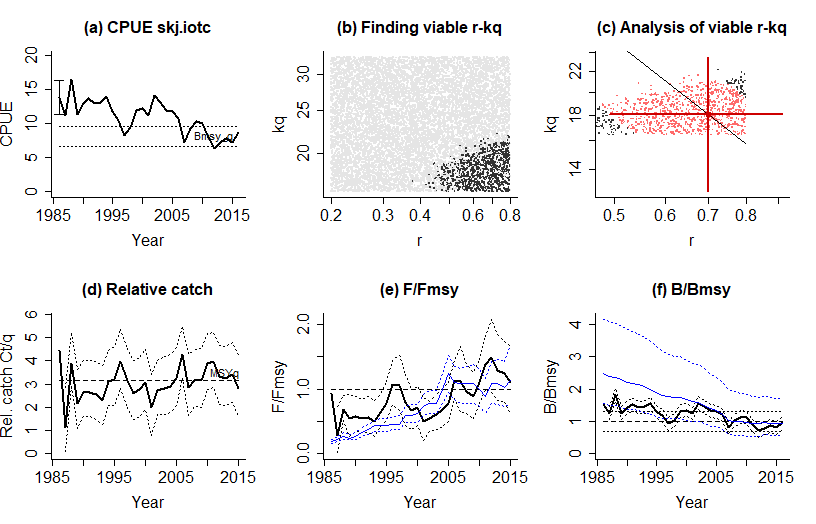 (a) CPUE skj.iotc
CPUE
20
15
10
5
0
Bmsy_q
1985 1995 2005 2015
Year
(b) Finding viable r-kq
kq
30
25
20
0.2 0.3 0.4 0.6 0.8
r
(c) Analysis of viable r-kq
kq
22
18
14
0.5 0.6 0.7 0.8
r
(d) Relative catch
Rel. catch Ct/q
6
5
4
3
2
1
0
MSYq
1985 1995 2005 2015
Year
(e) F/Fmsy
F/Fmsy
2.0
1.0
0.0
1985 1995 2005 2015
Year
(f) B/Bmsy
B/Bmsy
4
3
2
1
0
1985 1995 2005 2015
Year